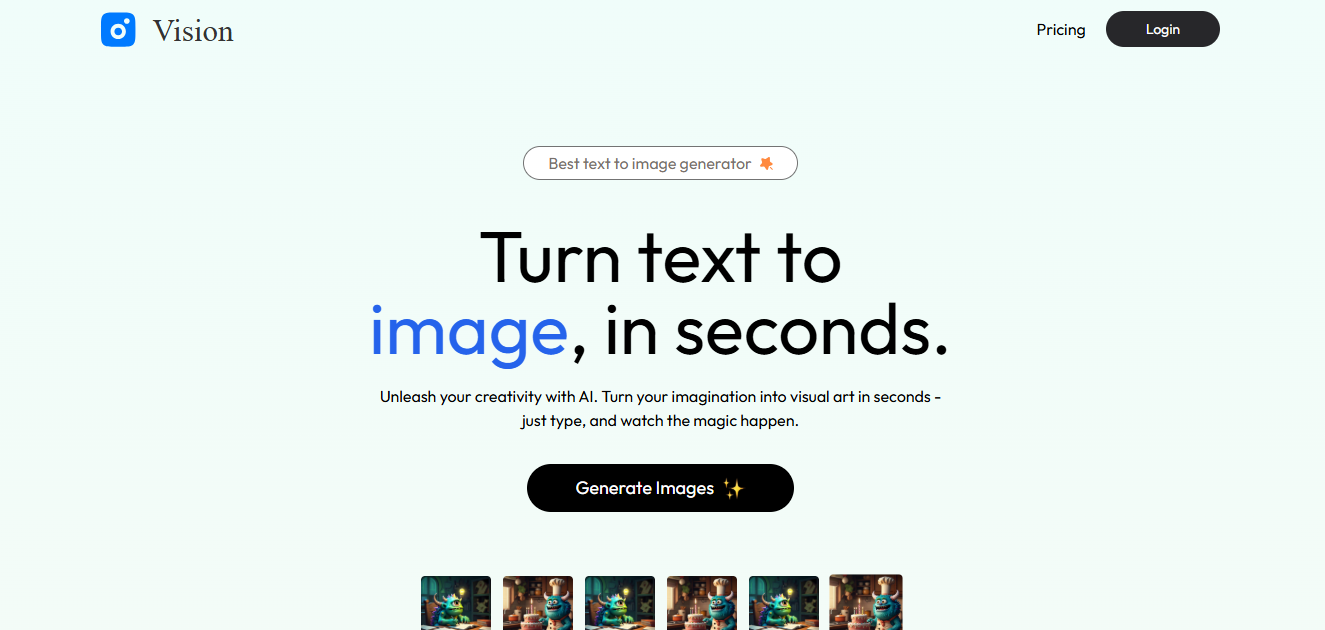 Vision
Pricing
Login
Best text to image generator
Turn text to
image, in seconds.
Unleash your creativity with AI. Turn your imagination into visual art in seconds -
just type, and watch the magic happen.
Generate Images ✨